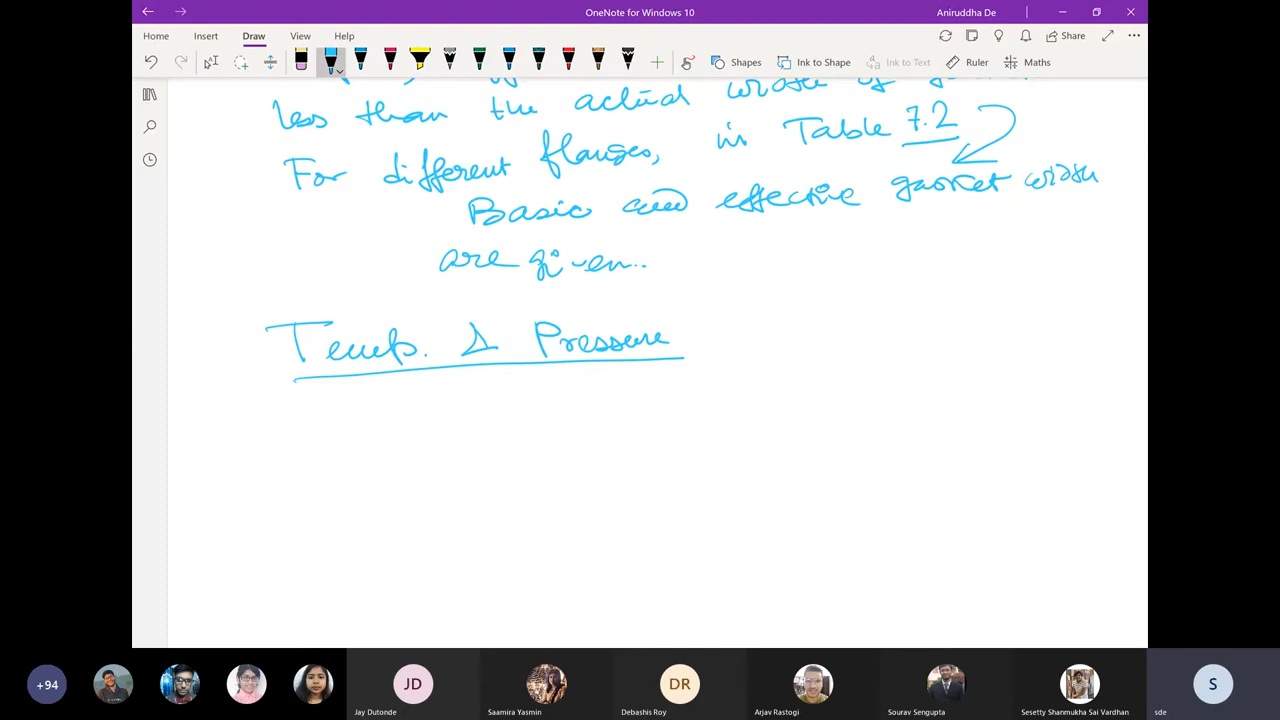 OneNote for Windows 10
Aniruddha De
Home Insert Draw View Help
Share
Shapes
Ink to Shape
Ink to Text
Ruler
Maths
less than the actual width of
For different flanges, in Table 7.2
Basic and effective gasket width
are given..
Temp. & Pressure
+94
JD
DR
S
Jay Dutonde
Saamira Yasmin
Debashis Roy
Arjav Rastogi
Sourav Sengupta
Sesetty Shanmukha Sai Vardhan
sde